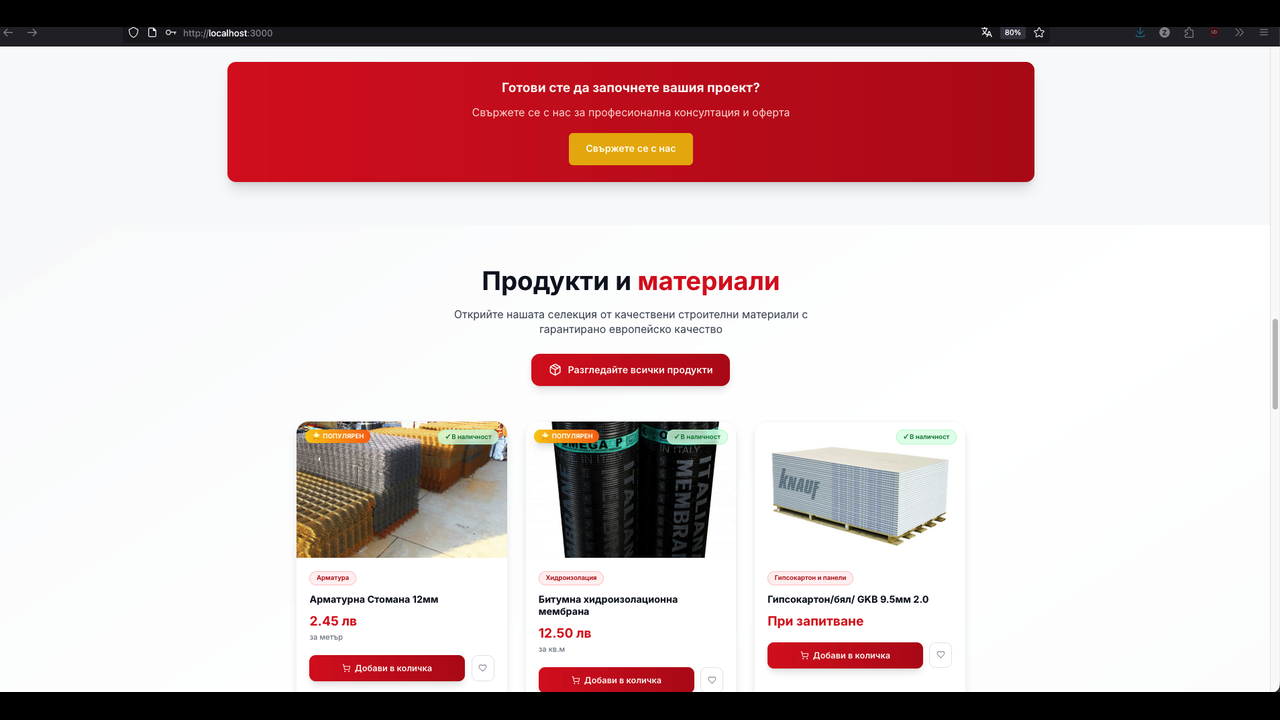 http://localhost:3000
80%
Готови сте да започнете вашия проект?
Свържете се с нас за професионална консултация и оферта
Свържете се с нас
Продукти и материали
Открийте нашата селекция от качествени строителни материали с
гарантирано европейско качество
Разгледайте всички продукти
ПОПУЛЯРЕН
✓ В наличност
ПОПУЛЯРЕН
✓ В наличност
✓ В наличност
MEGA P
IN ITALY
ITALIAN
MEMBRA
KNAUF
Арматура
Хидроизолация
Гипсокартон и панели
Арматурна Стомана 12мм
2.45 лв
за метър
Добави в количка
Битумна хидроизолационна
мембрана
12.50 лв
за кв.м
Добави в количка
Гипсокартон/бял/ GKB 9.5мм 2.0
При запитване
Добави в количка